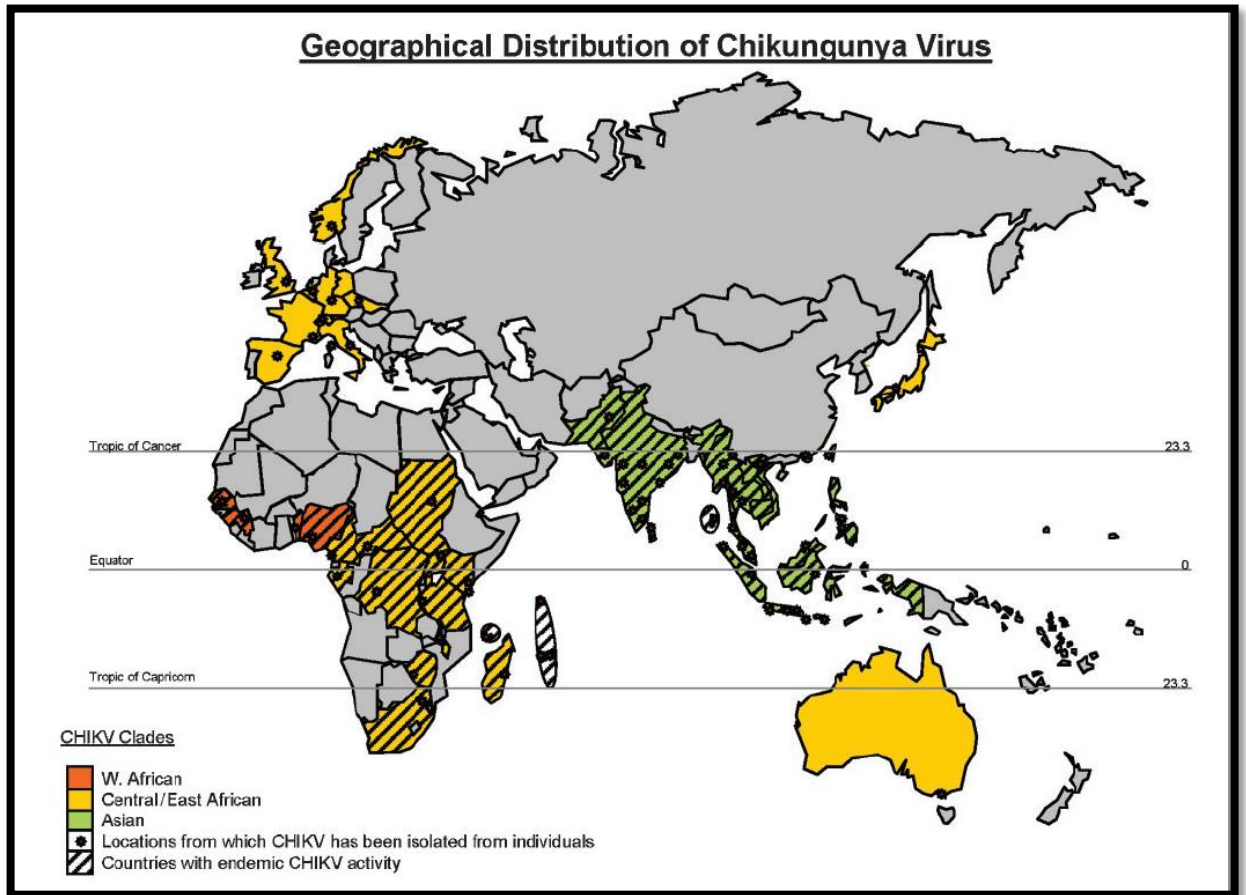 Geographical Distribution of Chikungunya Virus
Tropic of Cancer
23.3
Equator
0
Tropic of Capricorn
23.3
CHIKV Clades
W. African
Central/East African
Asian
Locations from which CHIKV has been isolated from individuals
Countries with endemic CHIKV activity